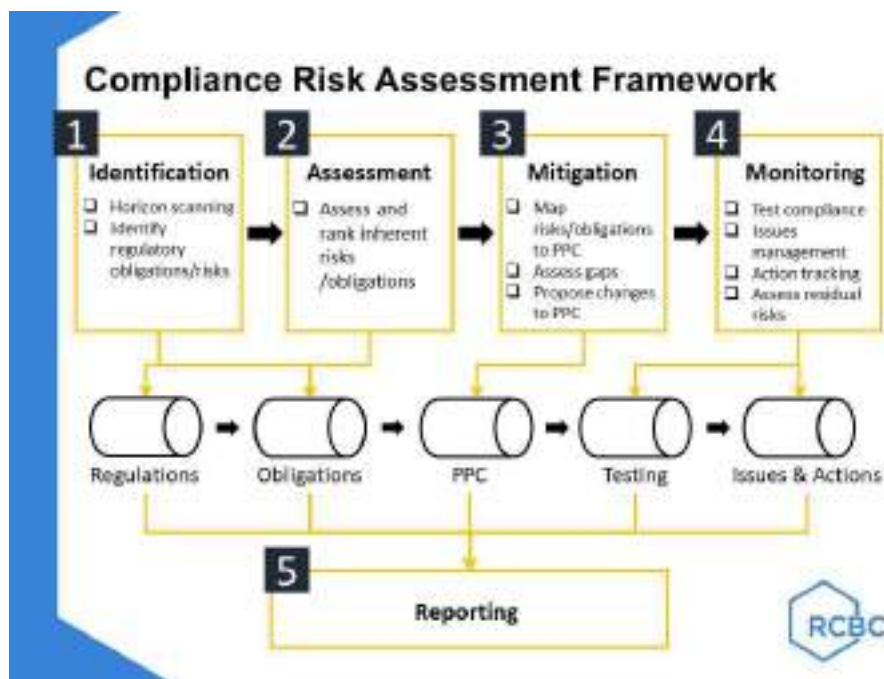 Compliance Risk Assessment Framework
1
Identification
❑ Horizon scanning
❑ Identify
regulatory
obligations/risks
2
Assessment
❑ Assess and
rank inherent
risks
/obligations
3
Mitigation
❑ Map
risks/obligations
to PPC
❑ Assess gaps
❑ Propose changes
to PPC
4
Monitoring
❑ Test compliance
❑ Issues
management
❑ Action tracking
❑ Assess residual
risks
Regulations
Obligations
PPC
Testing
Issues & Actions
5
Reporting
RCBC